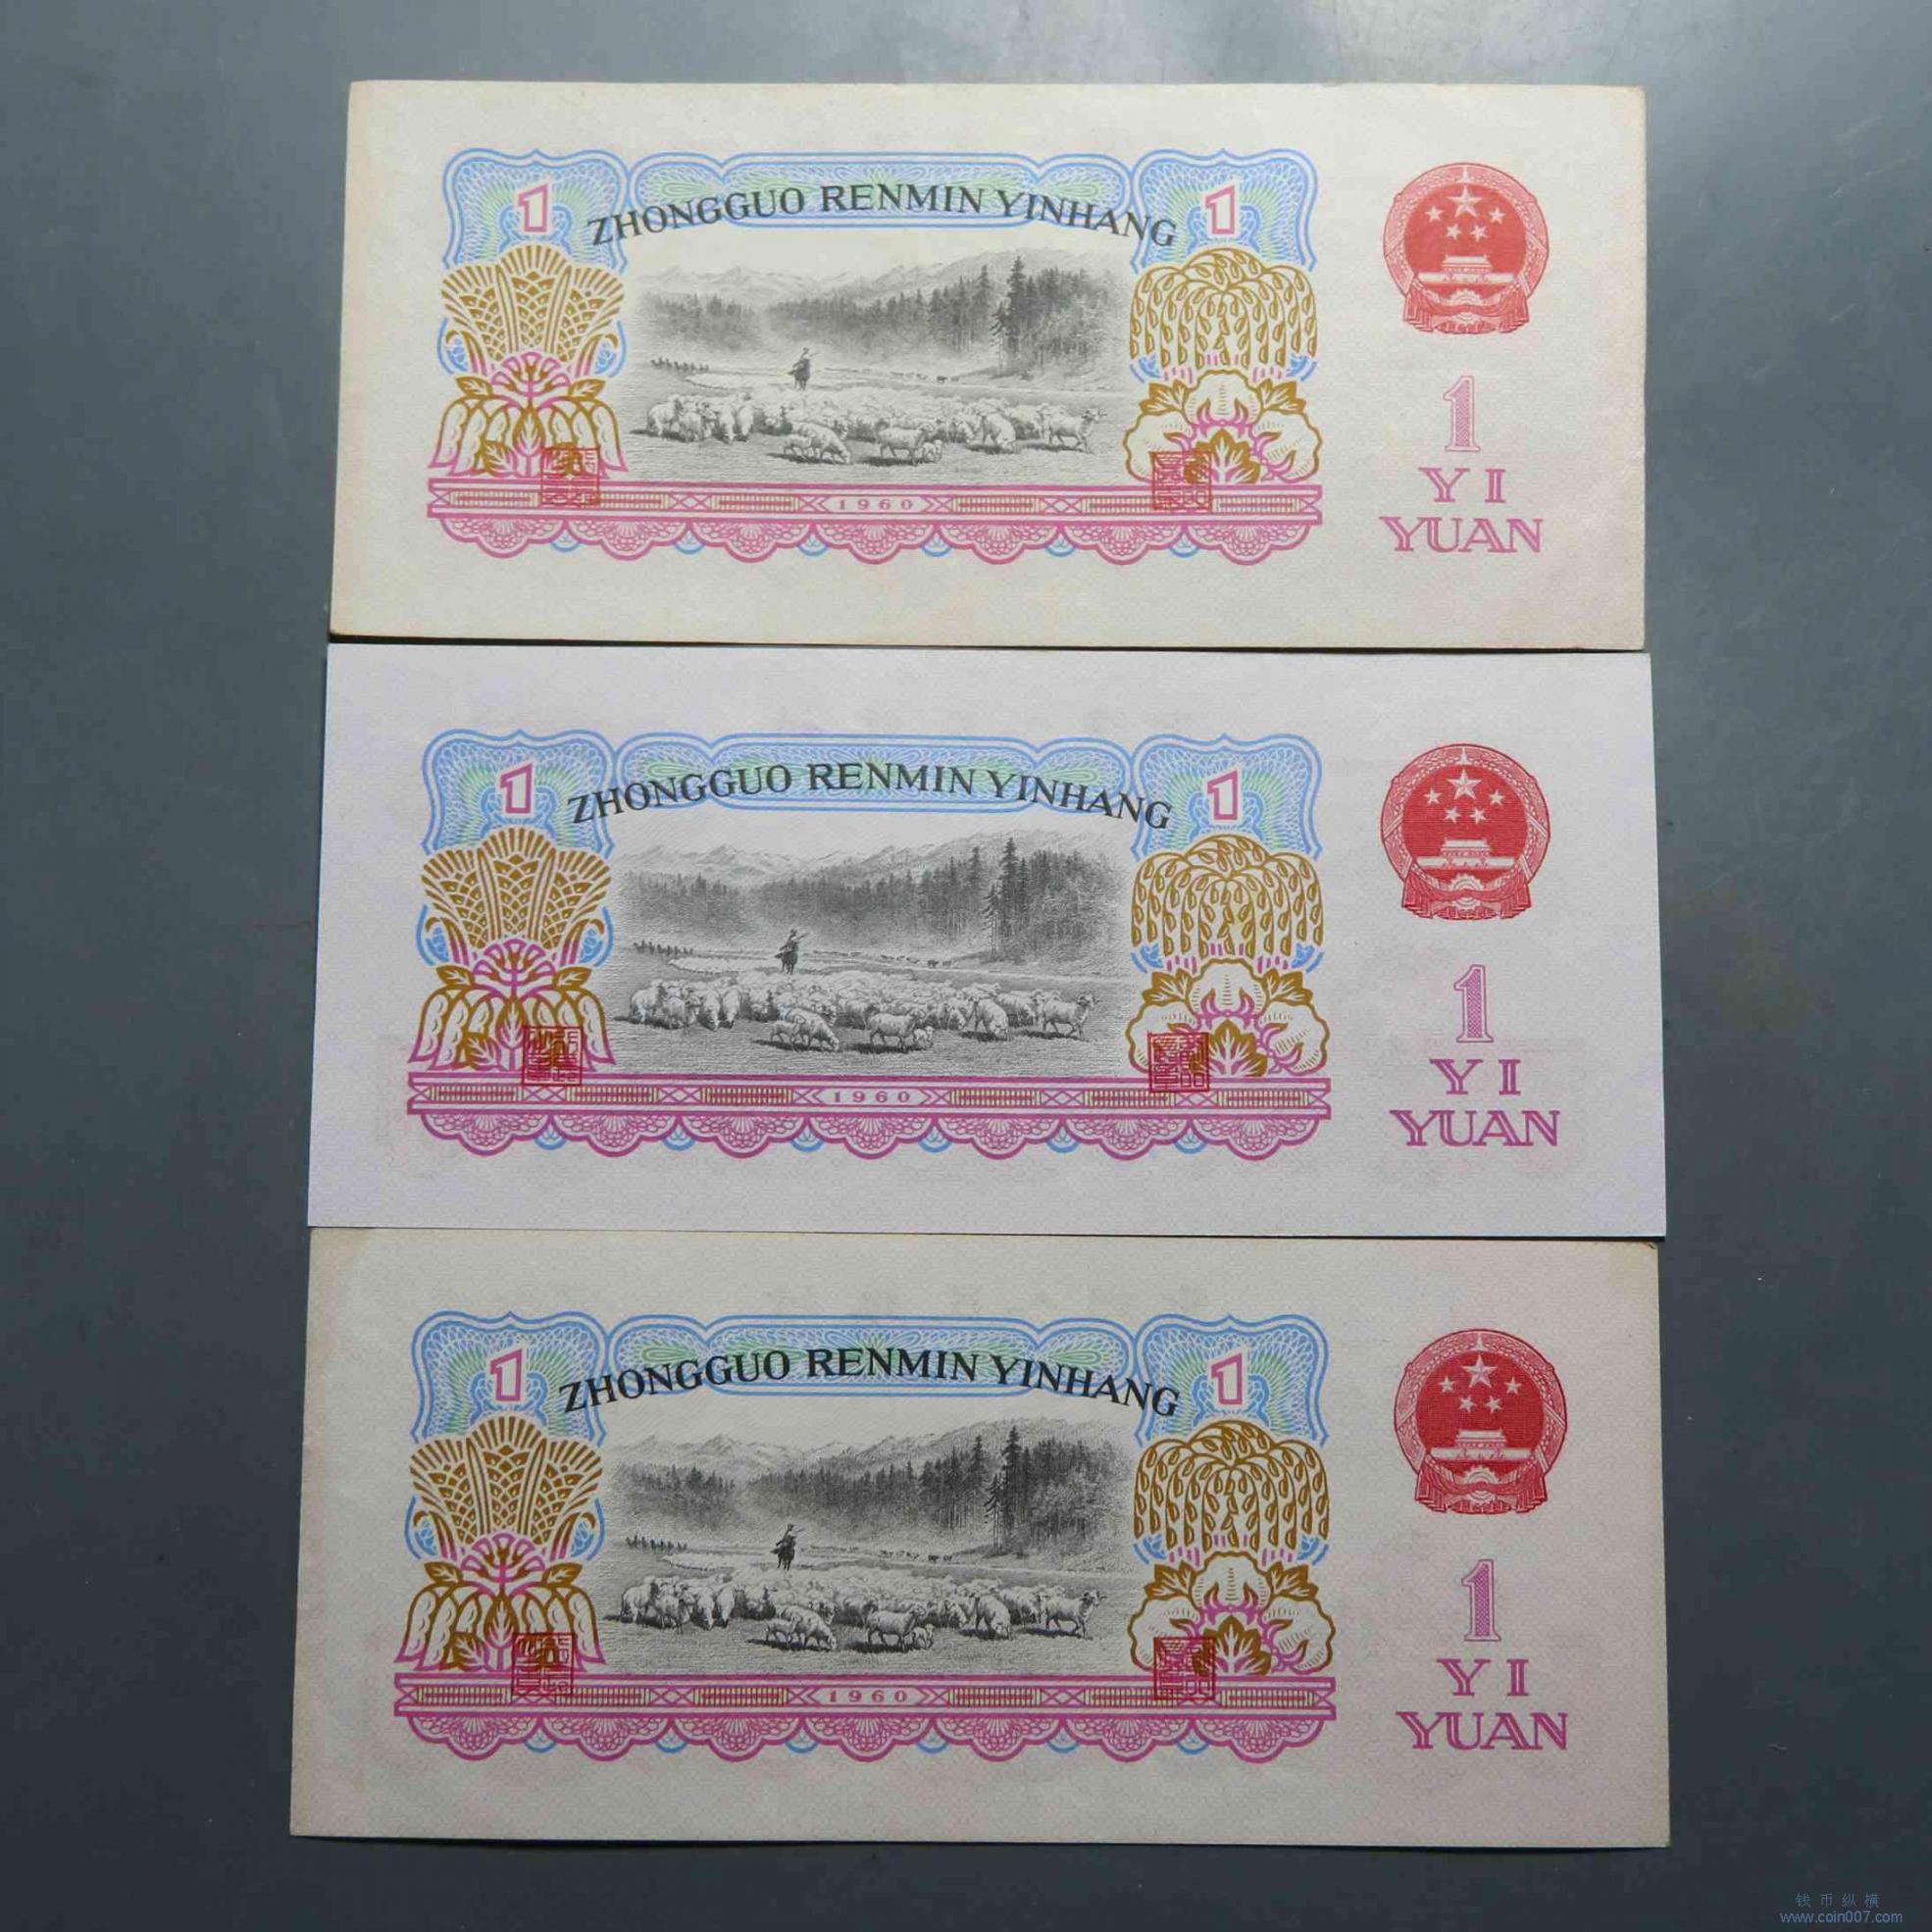 1 ZHONGGUO RENMIN YINHANG 1
1
YI
YUAN
1960
1 ZHONGGUO RENMIN YINHANG 1
1
YI
YUAN
1960
1 ZHONGGUO RENMIN YINHANG 1
1
YI
YUAN
1960
钱币纵横
www.coin007.com